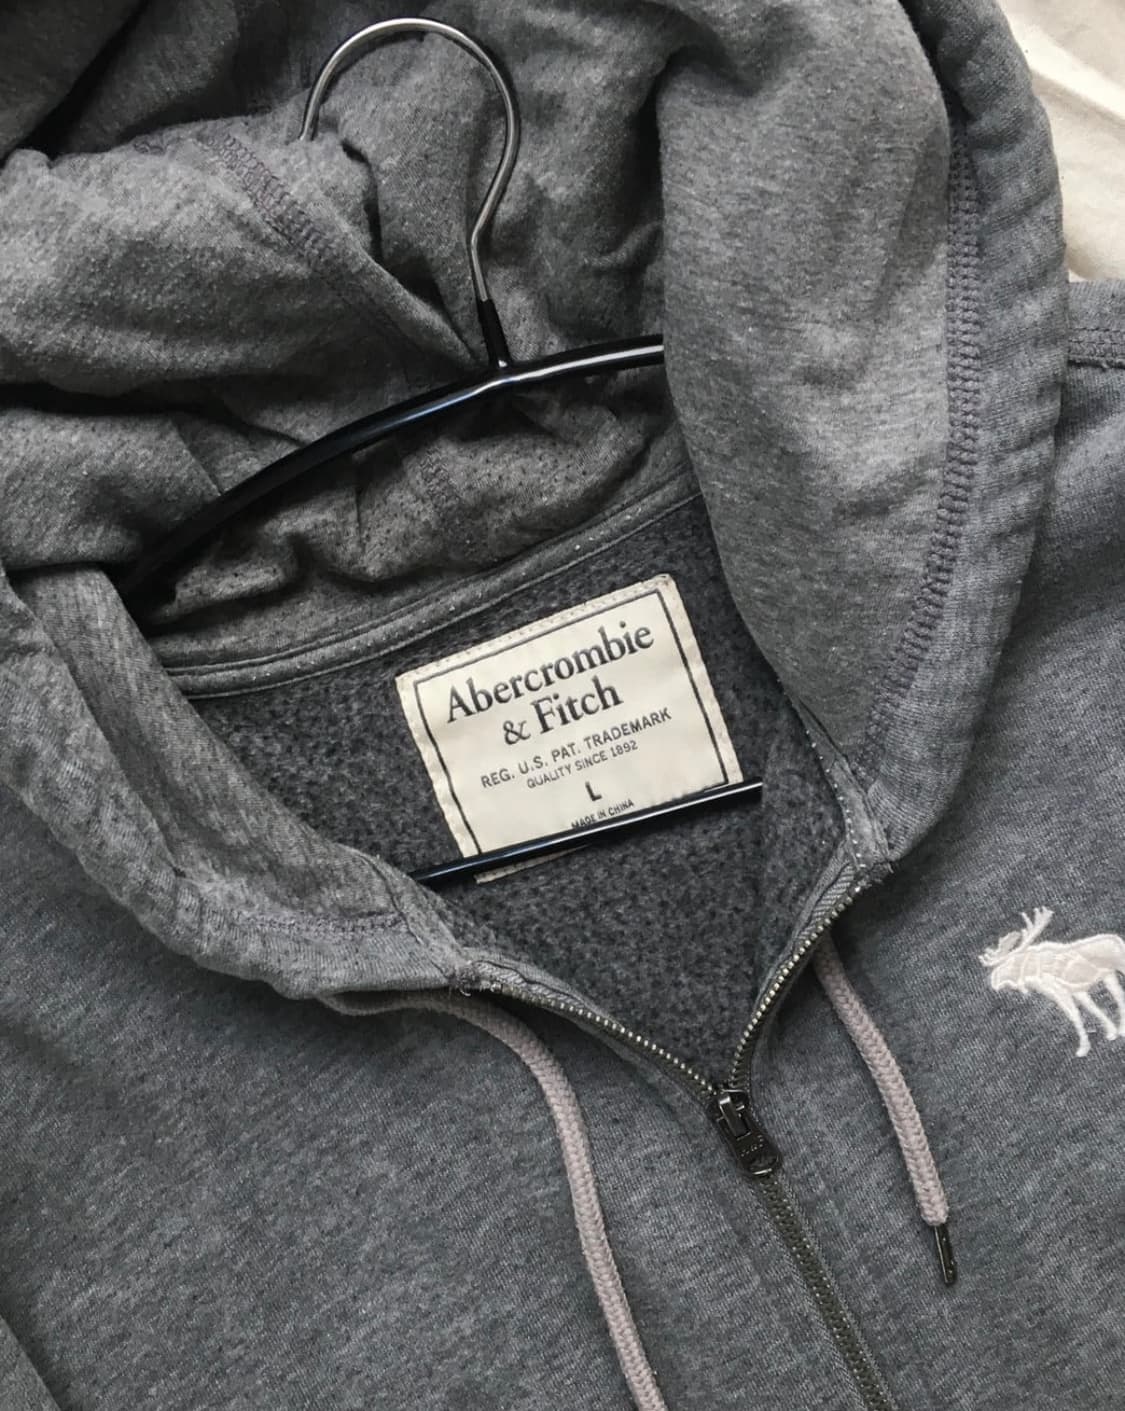 Abercrombie
& Fitch
REG. U.S. PAT. TRADEMARK
QUALITY SINCE 1892
L
MADE IN CHINA